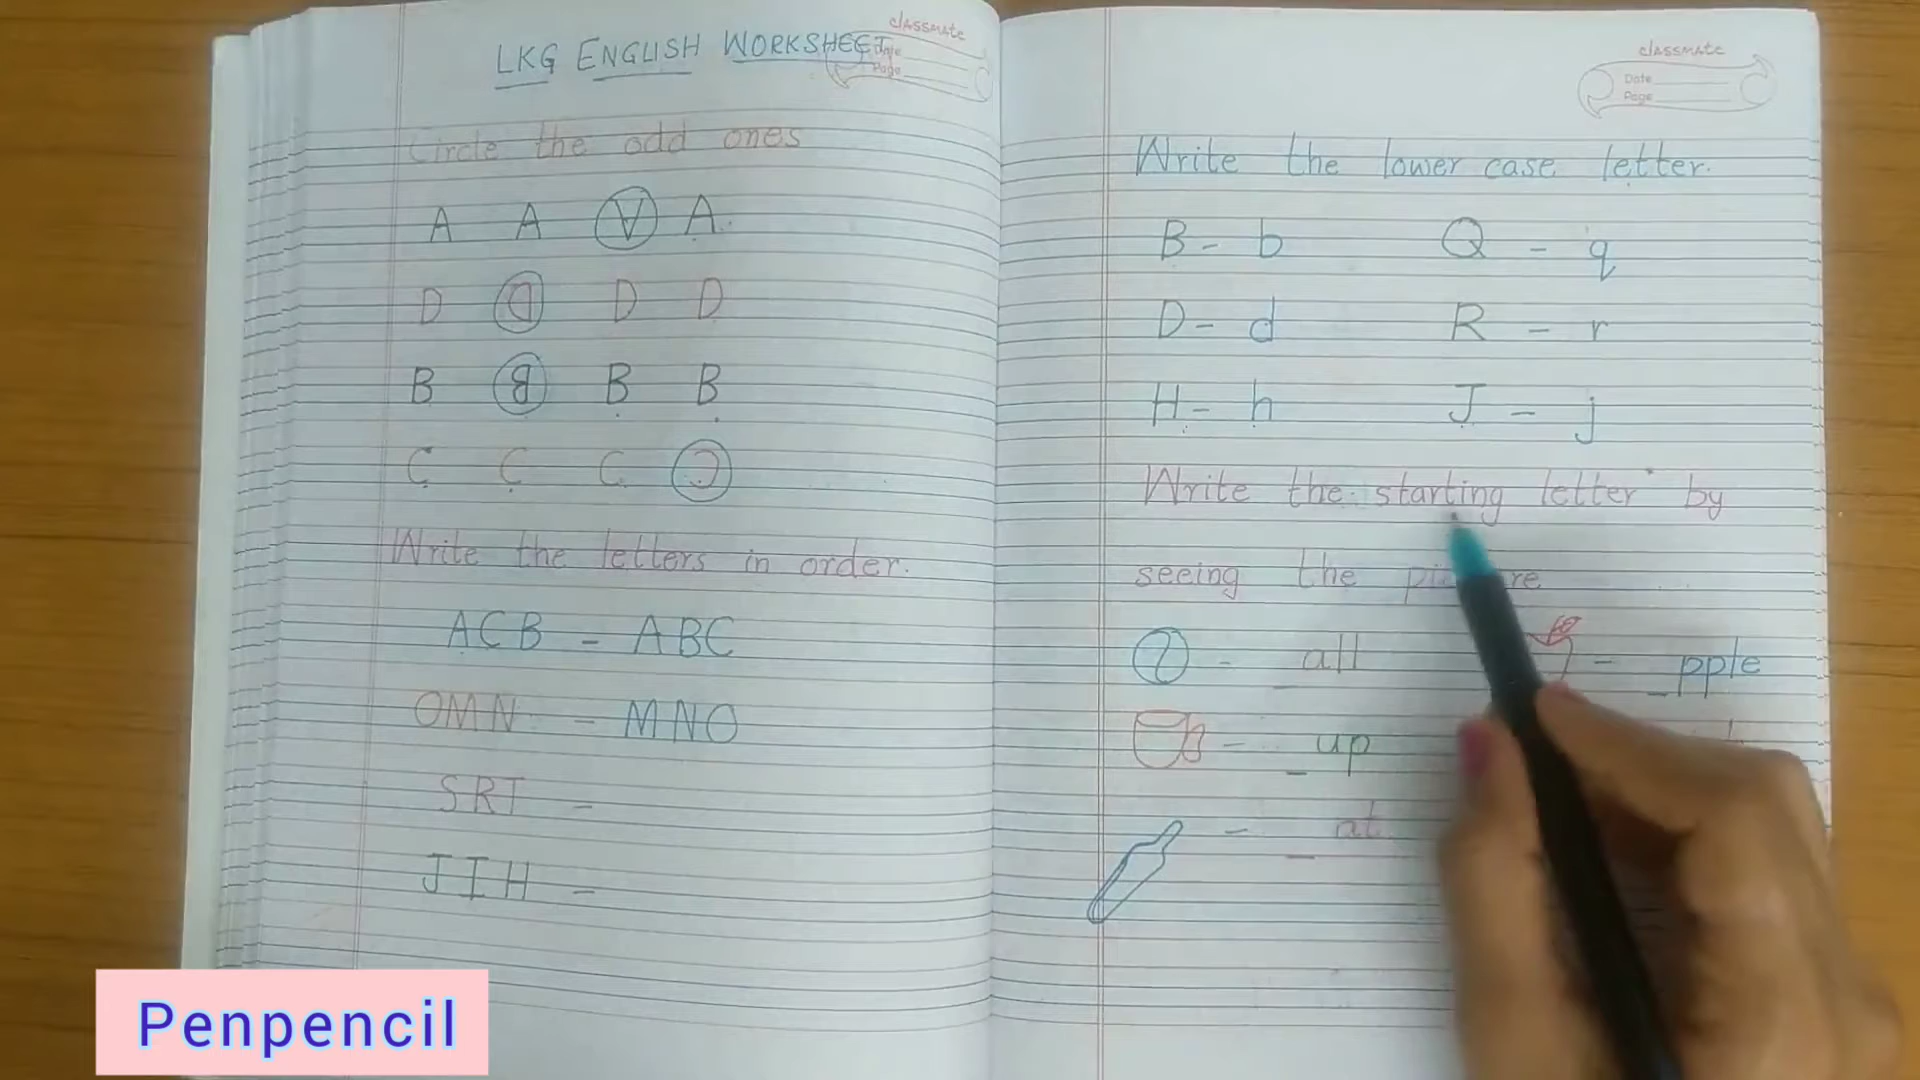 LKG ENGLISH WORKSHEET
classmate
Date
Page
Circle the odd ones
A A A A
D D D D
B B B B
C C C C
Write the letters in order.
ACB - ABC
OMN - MNO
SRT -
JIH -
classmate
Date
Page
Write the lower case letter.
B - b Q - q
D - d R - r
H - h J - j
Write the starting letter by
seeing the
- _all - _pple
- _up
- _at
Penpencil